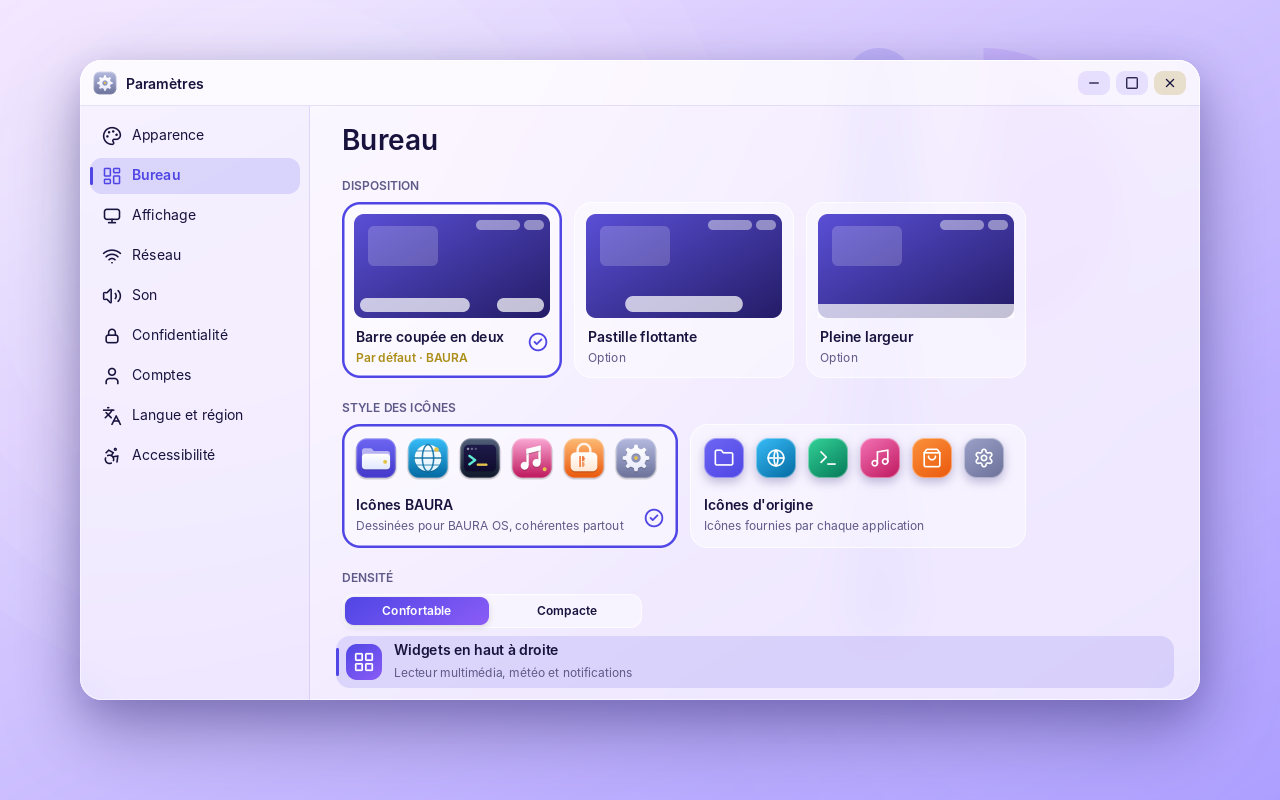 Paramètres
Apparence
Bureau
Affichage
Réseau
Son
Confidentialité
Comptes
Langue et région
Accessibilité
Bureau
DISPOSITION
Barre coupée en deux
Par défaut · BAURA
Pastille flottante
Option
Pleine largeur
Option
STYLE DES ICÔNES
Icônes BAURA
Dessinées pour BAURA OS, cohérentes partout
Icônes d'origine
Icônes fournies par chaque application
DENSITÉ
Confortable
Compacte
Widgets en haut à droite
Lecteur multimédia, météo et notifications